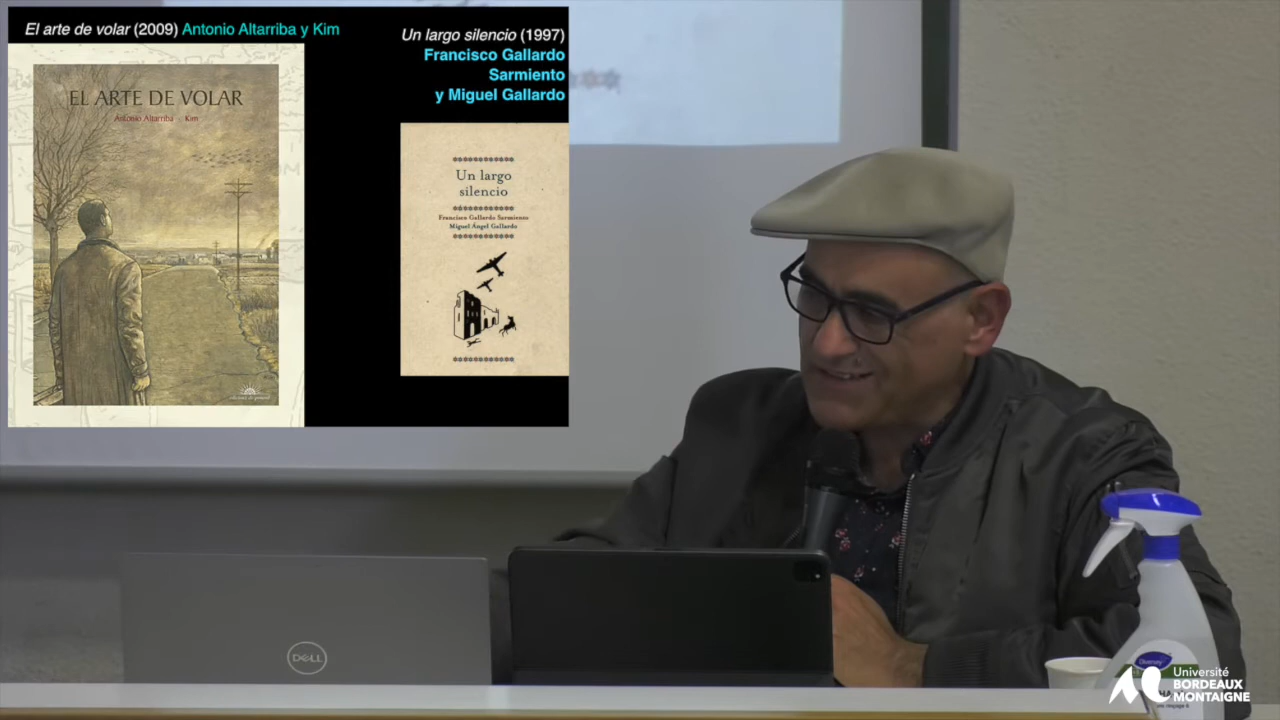 El arte de volar (2009) Antonio Altarriba y Kim
EL ARTE DE VOLAR
Antonio Altarriba Kim
Un largo silencio (1997)
Francisco Gallardo
Sarmiento
y Miguel Gallardo
Un largo
silencio
Francisco Gallardo Sarmiento
Miguel Ángel Gallardo
DELL
Diversey
Université
BORDEAUX
MONTAIGNE